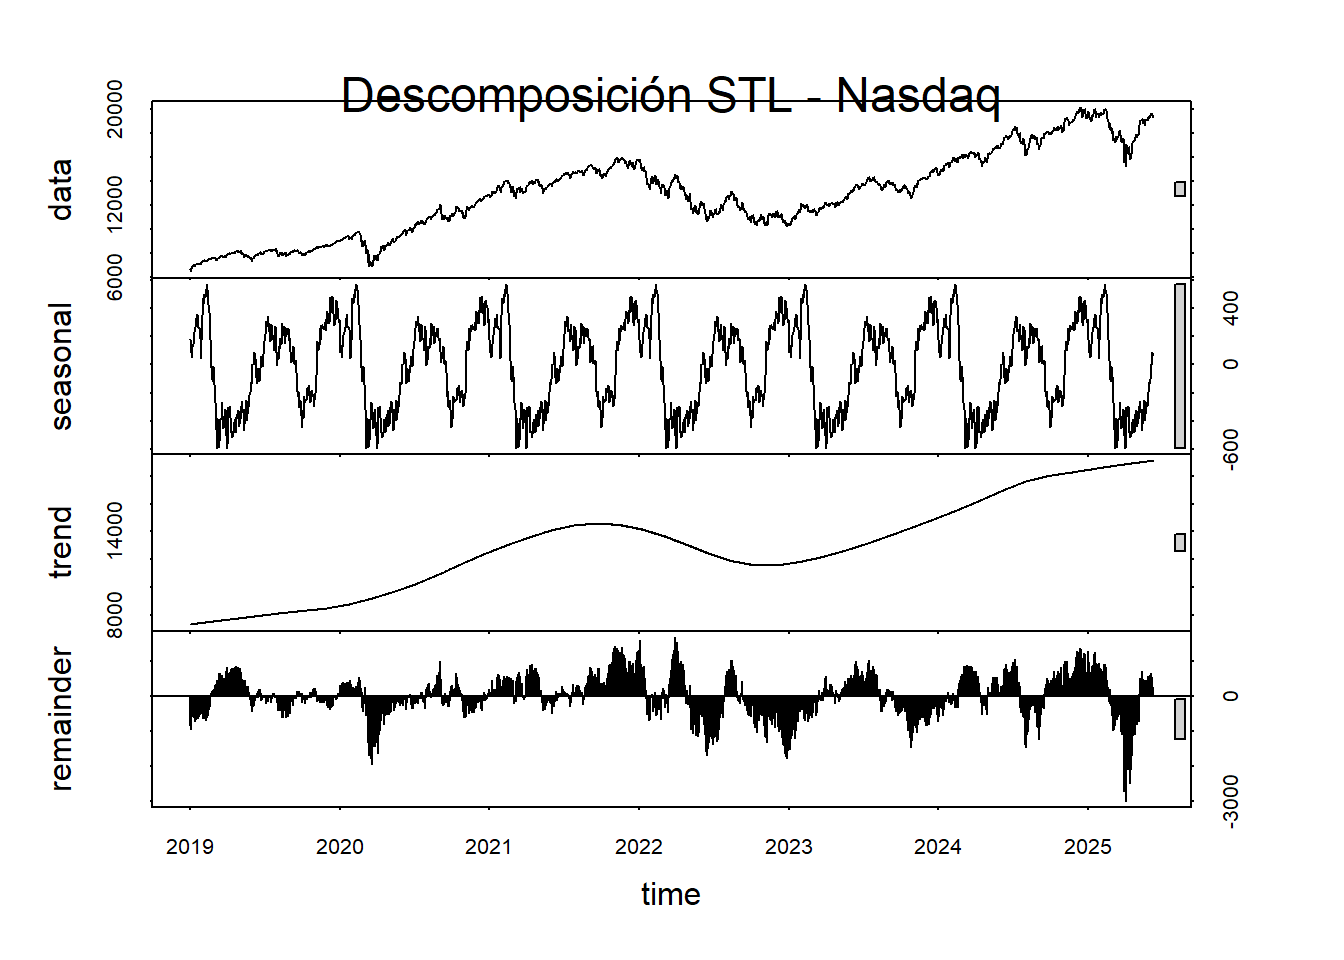 Descomposición STL - Nasdaq
data
6000 12000 20000
seasonal
-600 0 400
trend
8000 14000
remainder
-3000 0
2019 2020 2021 2022 2023 2024 2025
time